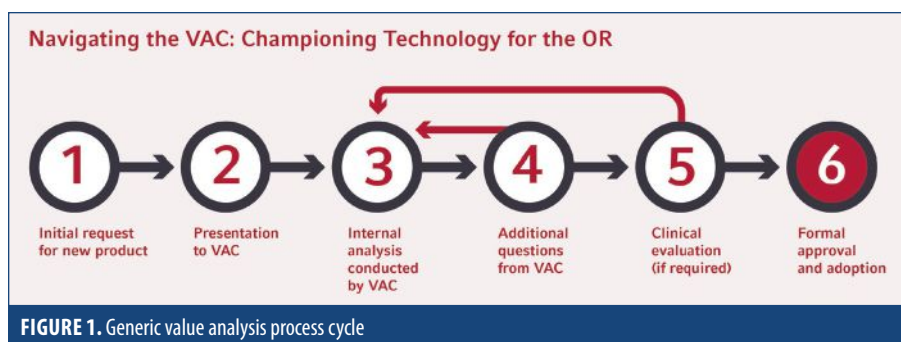 Navigating the VAC: Championing Technology for the OR
1
2
3
4
5
6
Initial request
for new product
Presentation
to VAC
Internal
analysis
conducted
by VAC
Additional
questions
from VAC
Clinical
evaluation
(if required)
Formal
approval
and adoption
FIGURE 1. Generic value analysis process cycle